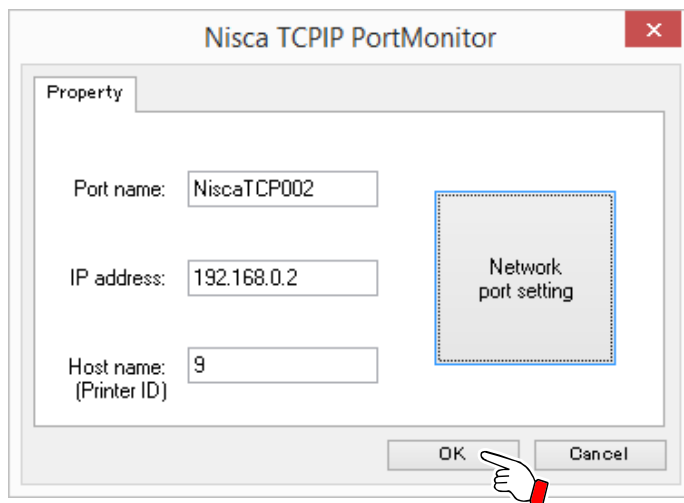 Nisca TCPIP PortMonitor
Property
Port name:
NiscaTCP002
IP address:
192.168.0.2
Host name:
(Printer ID)
9
Network
port setting
OK
Cancel